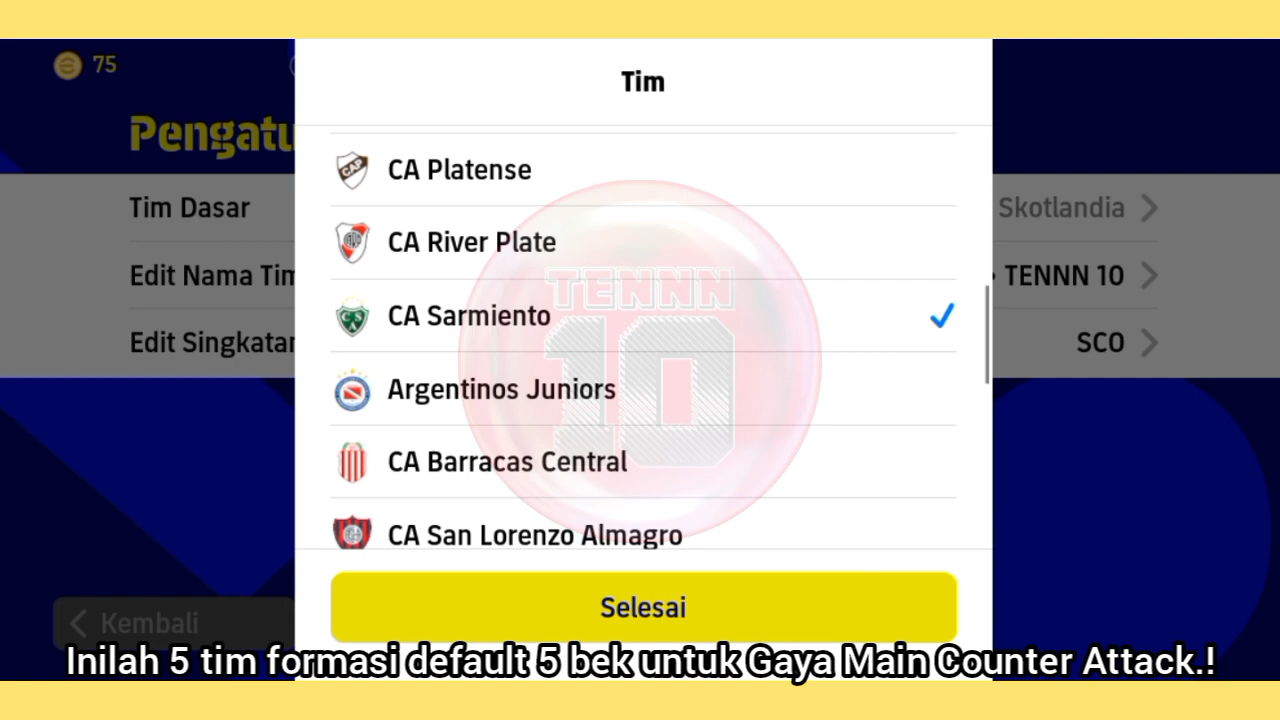 75
Tim
Pengatu
CA Platense
Tim Dasar
Skotlandia
CA River Plate
Edit Nama Tim
TENNN 10
TENNN
10
CA Sarmiento
Edit Singkatan
SCO
Argentinos Juniors
CA Barracas Central
CA San Lorenzo Almagro
Selesai
Kembali
Inilah 5 tim formasi default 5 bek untuk Gaya Main Counter Attack.!